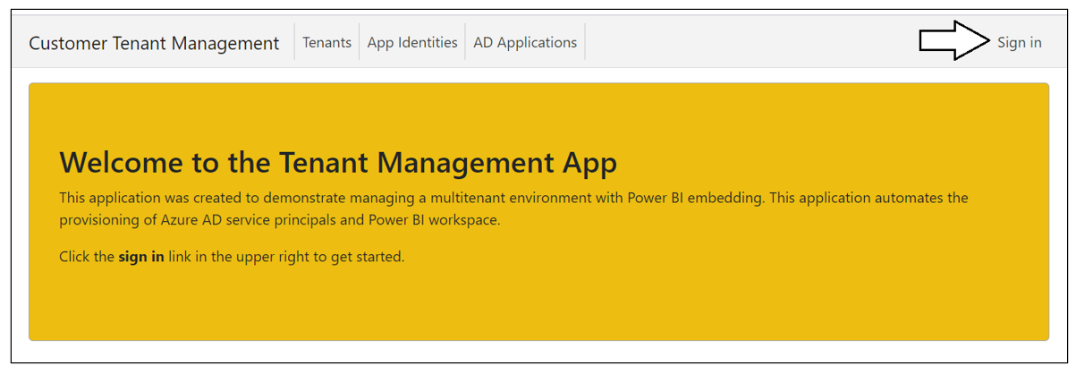 Customer Tenant Management Tenants App Identities AD Applications Sign in
Welcome to the Tenant Management App
This application was created to demonstrate managing a multitenant environment with Power BI embedding. This application automates the
provisioning of Azure AD service principals and Power BI workspace.
Click the sign in link in the upper right to get started.